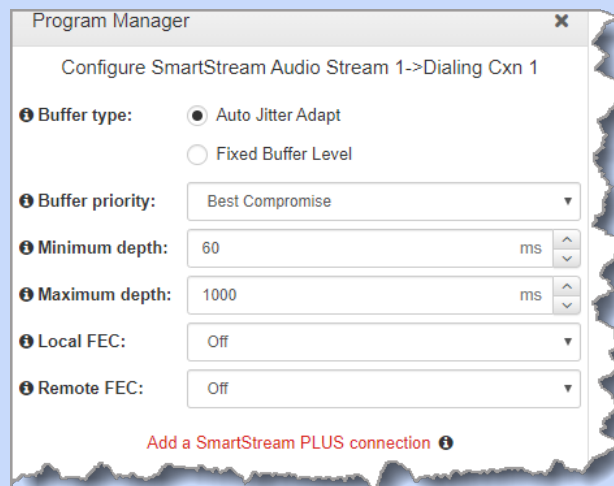 Program Manager ×
Configure SmartStream Audio Stream 1->Dialing Cxn 1
Buffer type: Auto Jitter Adapt
Fixed Buffer Level
Buffer priority: Best Compromise
Minimum depth: 60 ms
Maximum depth: 1000 ms
Local FEC: Off
Remote FEC: Off
Add a SmartStream PLUS connection